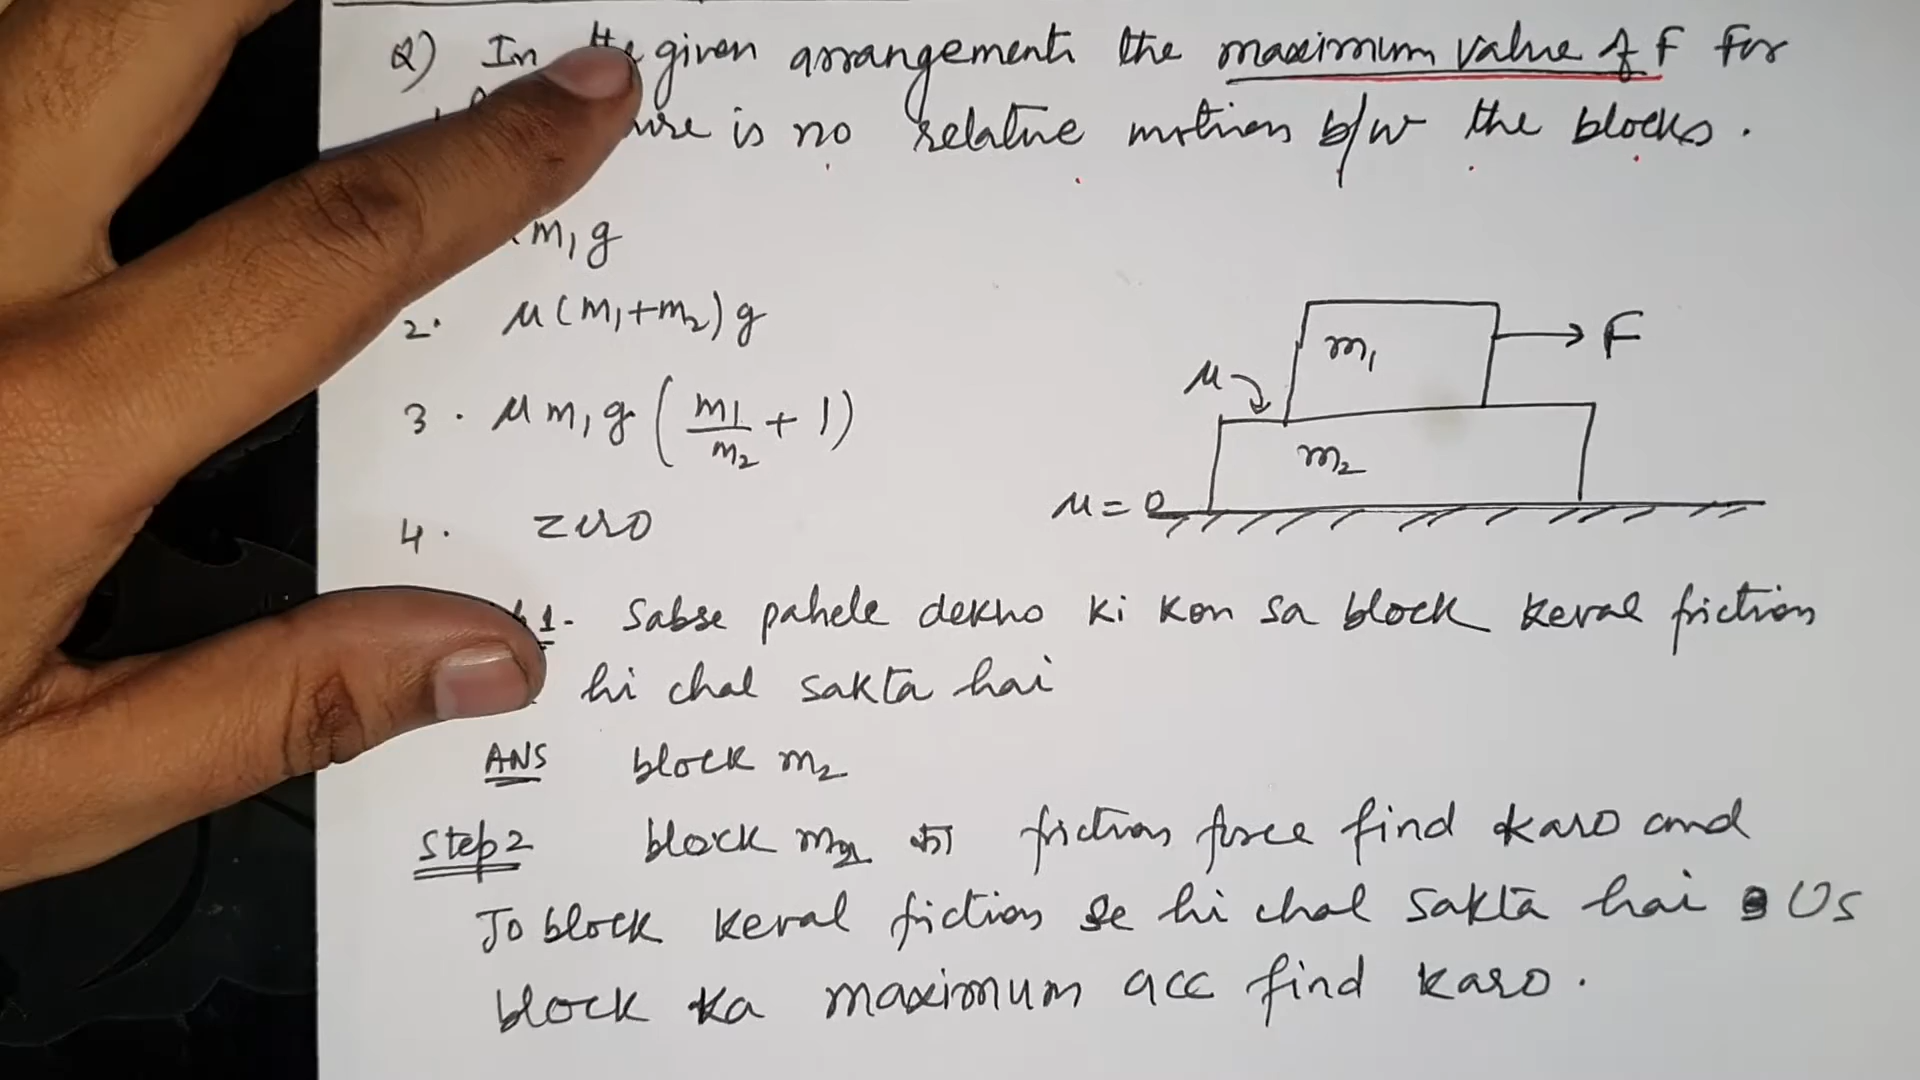 Q) In the given arrangement the maximum value of F for
is no relative motion b/w the blocks .
m₁g
2. μ(m₁+m₂)g
3. μm₁g (m₁/m₂ + 1)
4. zero
m₁
F
μ
m₂
μ = 0
1- Sabse pahele dekho ki kon sa block keval friction
hi chal sakta hai
ANS block m₂
Step 2 block m₂ का friction force find karo and
Jo block keval friction se hi chal sakta hai Us
block ka maximum acc find karo .